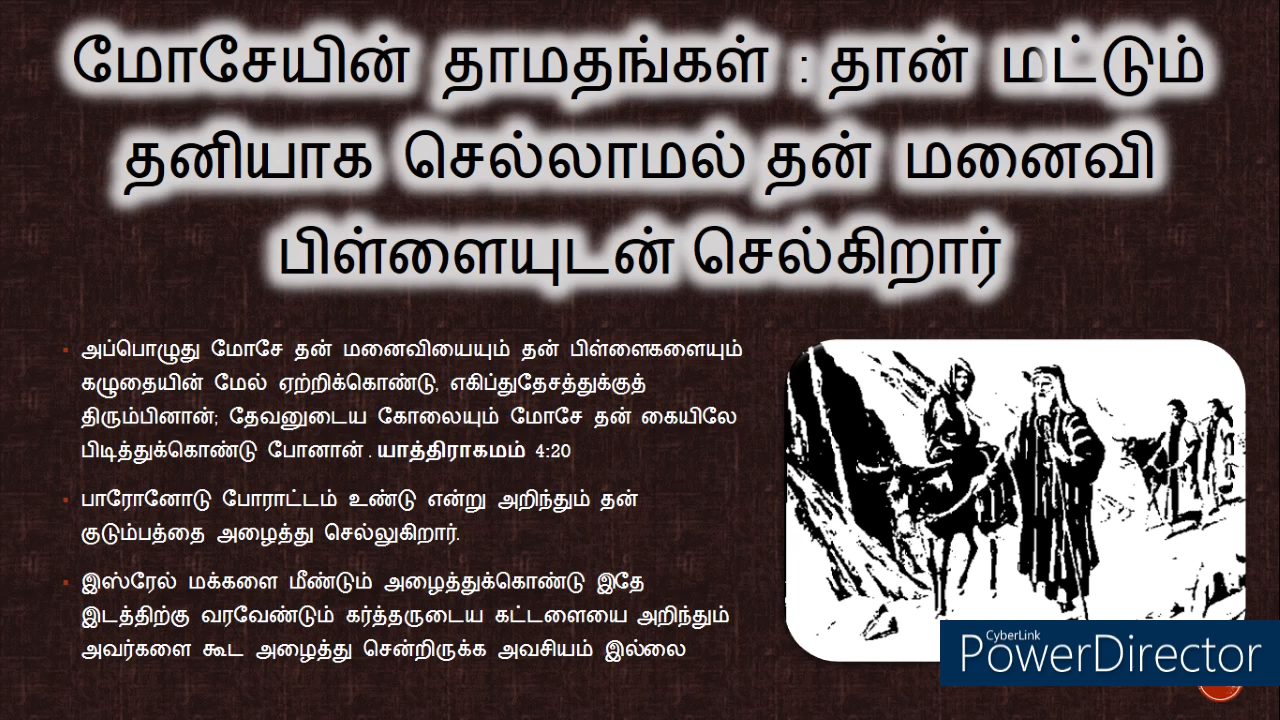 மோசேயின் தாமதங்கள் : தான் மட்டும்
தனியாக செல்லாமல் தன் மனைவி
பிள்ளையுடன் செல்கிறார்
▪ அப்பொழுது மோசே தன் மனைவியையும் தன் பிள்ளைகளையும்
கழுதையின் மேல் ஏற்றிக்கொண்டு, எகிப்துதேசத்துக்குத்
திரும்பினான்; தேவனுடைய கோலையும் மோசே தன் கையிலே
பிடித்துக்கொண்டு போனான் . யாத்திராகமம் 4:20
▪ பாரோனோடு போராட்டம் உண்டு என்று அறிந்தும் தன்
குடும்பத்தை அழைத்து செல்லுகிறார்.
▪ இஸ்ரேல் மக்களை மீண்டும் அழைத்துக்கொண்டு இதே
இடத்திற்கு வரவேண்டும் கர்த்தருடைய கட்டளையை அறிந்தும்
அவர்களை கூட அழைத்து சென்றிருக்க அவசியம் இல்லை
CyberLink
PowerDirector